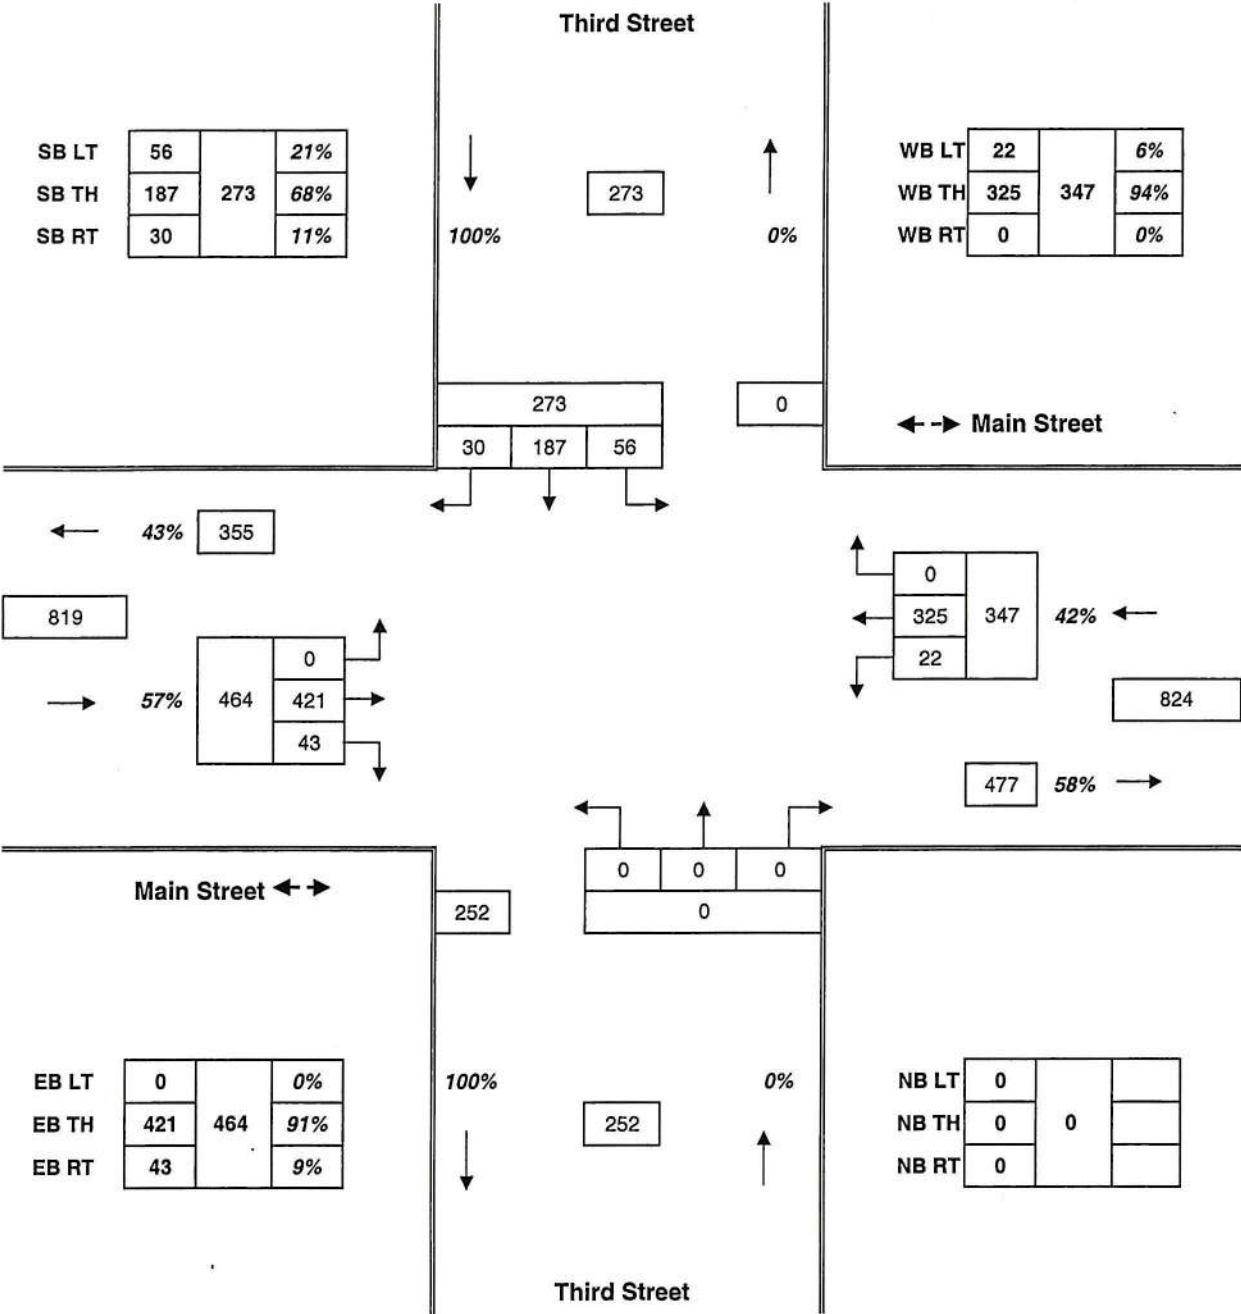 Third Street
SB LT 56 21%
SB TH 187 273 68%
SB RT 30 11%
273
100% 0%
WB LT 22 6%
WB TH 325 347 94%
WB RT 0 0%
273 0
30 187 56
Main Street
43% 355
819
57% 464
0
421
43
0
325 347 42%
22
824
477 58%
0 0 0
252 0
Main Street
EB LT 0 0%
EB TH 421 464 91%
EB RT 43 9%
100% 0%
252
NB LT 0
NB TH 0 0
NB RT 0
Third Street